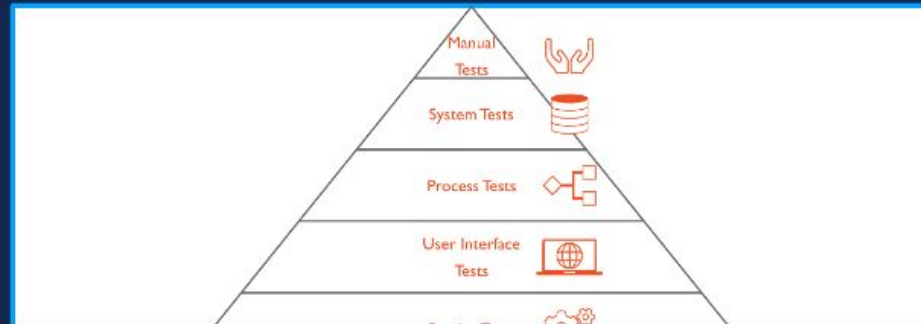 Manual
Tests
System Tests
Process Tests
User Interface
Tests